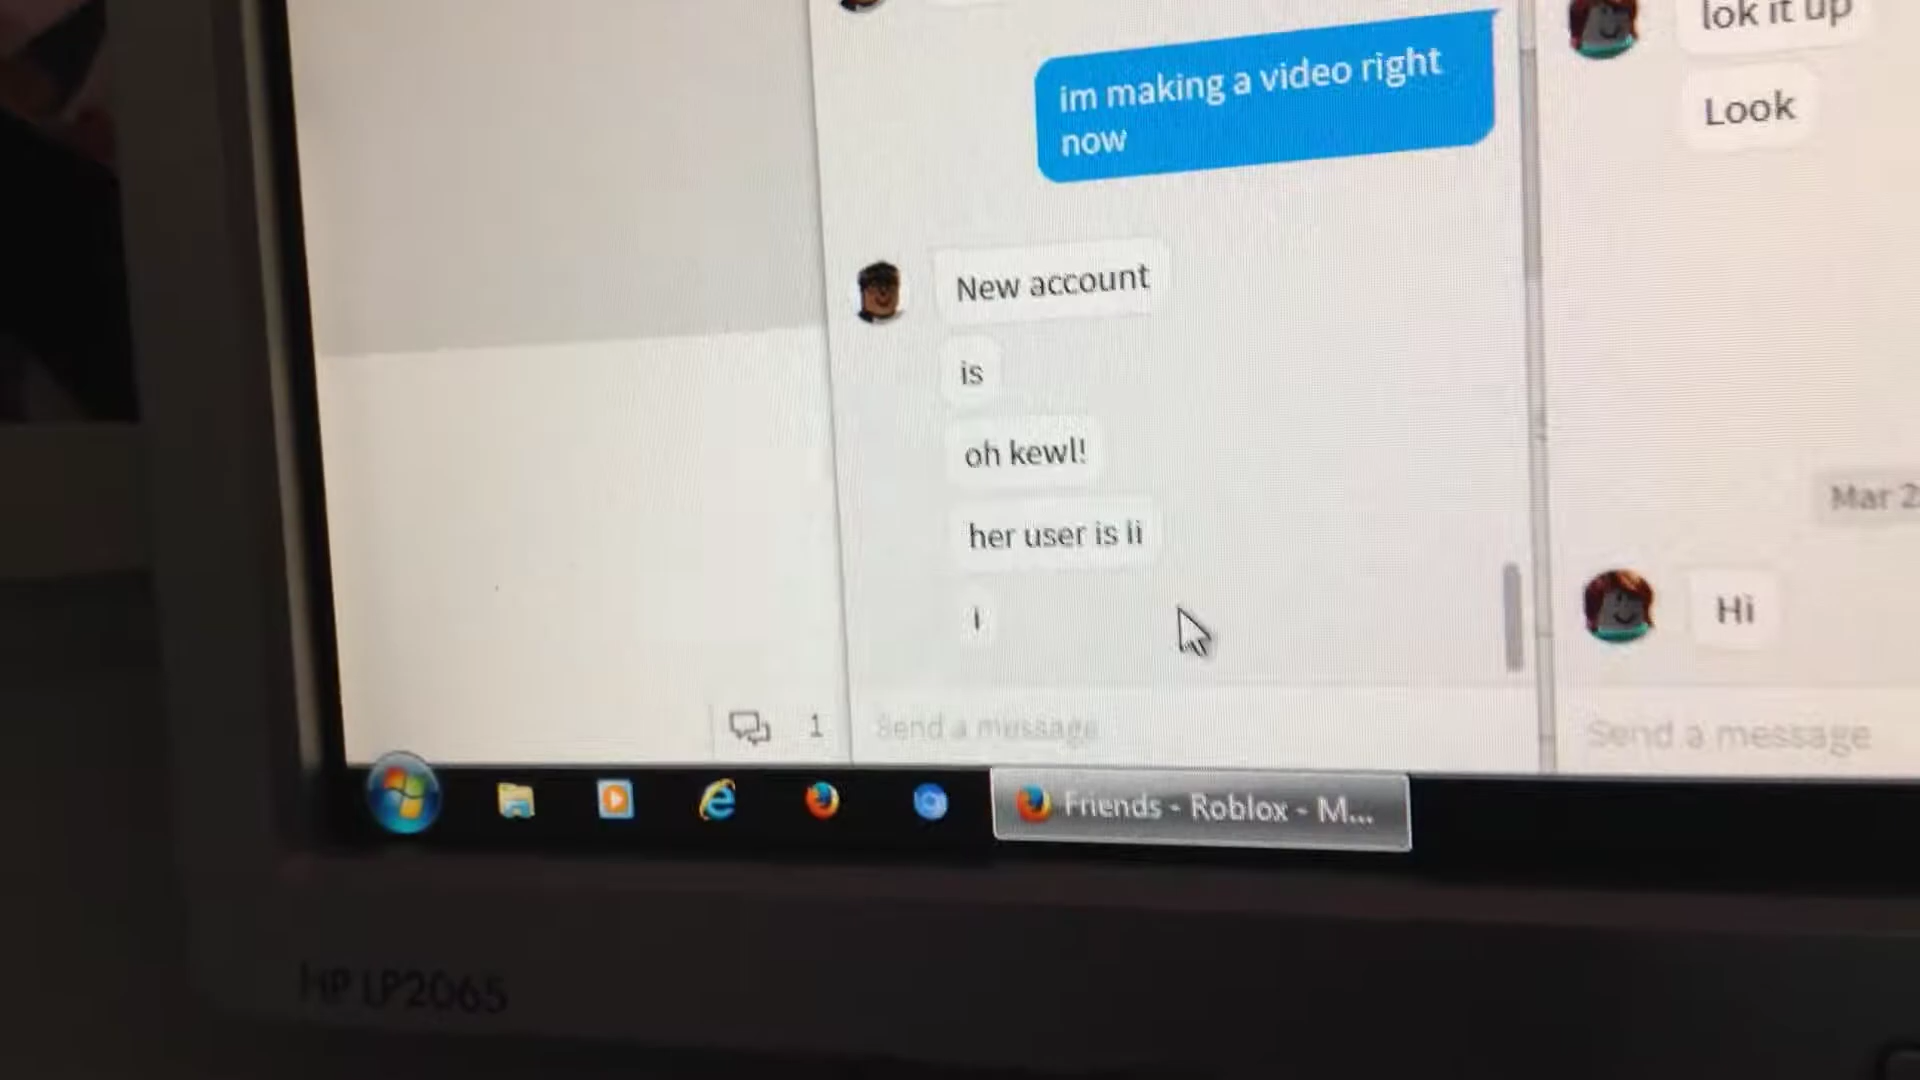 im making a video right
now
New account
is
oh kewl!
her user is li
i
Send a message
1
lok it up
Look
Mar 2
Hi
Send a message
Friends - Roblox - M...
HP LP2065